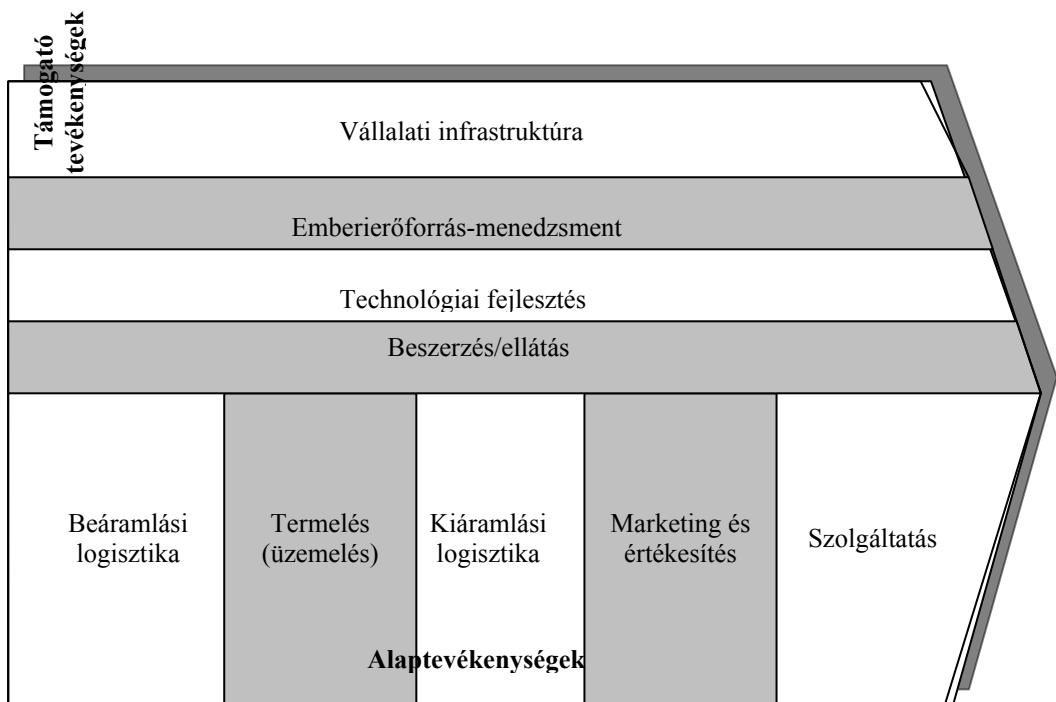 Támogató
tevékenységek
Vállalati infrastruktúra
Emberierőforrás-menedzsment
Technológiai fejlesztés
Beszerzés/ellátás
Beáramlási
logisztika
Termelés
(üzemelés)
Kiáramlási
logisztika
Marketing és
értékesítés
Szolgáltatás
Alaptevékenységek